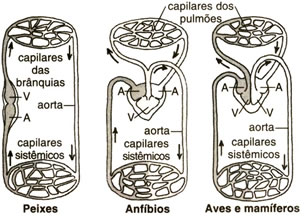 capilares dos
pulmões
capilares
das
brânquias
V
A
aorta
capilares
sistêmicos
Peixes
A
A
V
aorta
capilares
sistêmicos
Anfíbios
A
A
V
aorta
capilares
sistêmicos
Aves e mamíferos